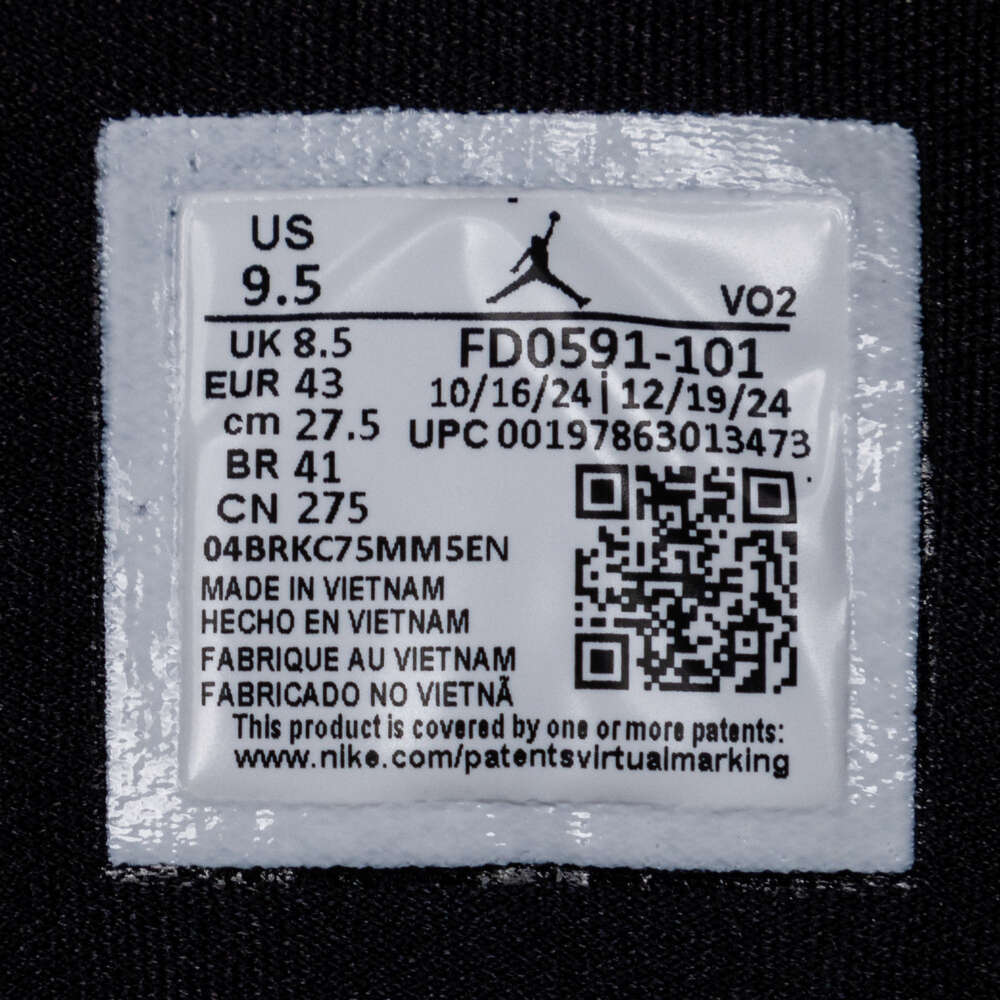 US
9.5
VO2
UK 8.5
EUR 43
cm 27.5
BR 41
CN 275
FD0591-101
10/16/24 | 12/19/24
UPC 00197863013473
04BRKC75MM5EN
MADE IN VIETNAM
HECHO EN VIETNAM
FABRIQUE AU VIETNAM
FABRICADO NO VIETNÃ
This product is covered by one or more patents:
www.nike.com/patentsvirtualmarking